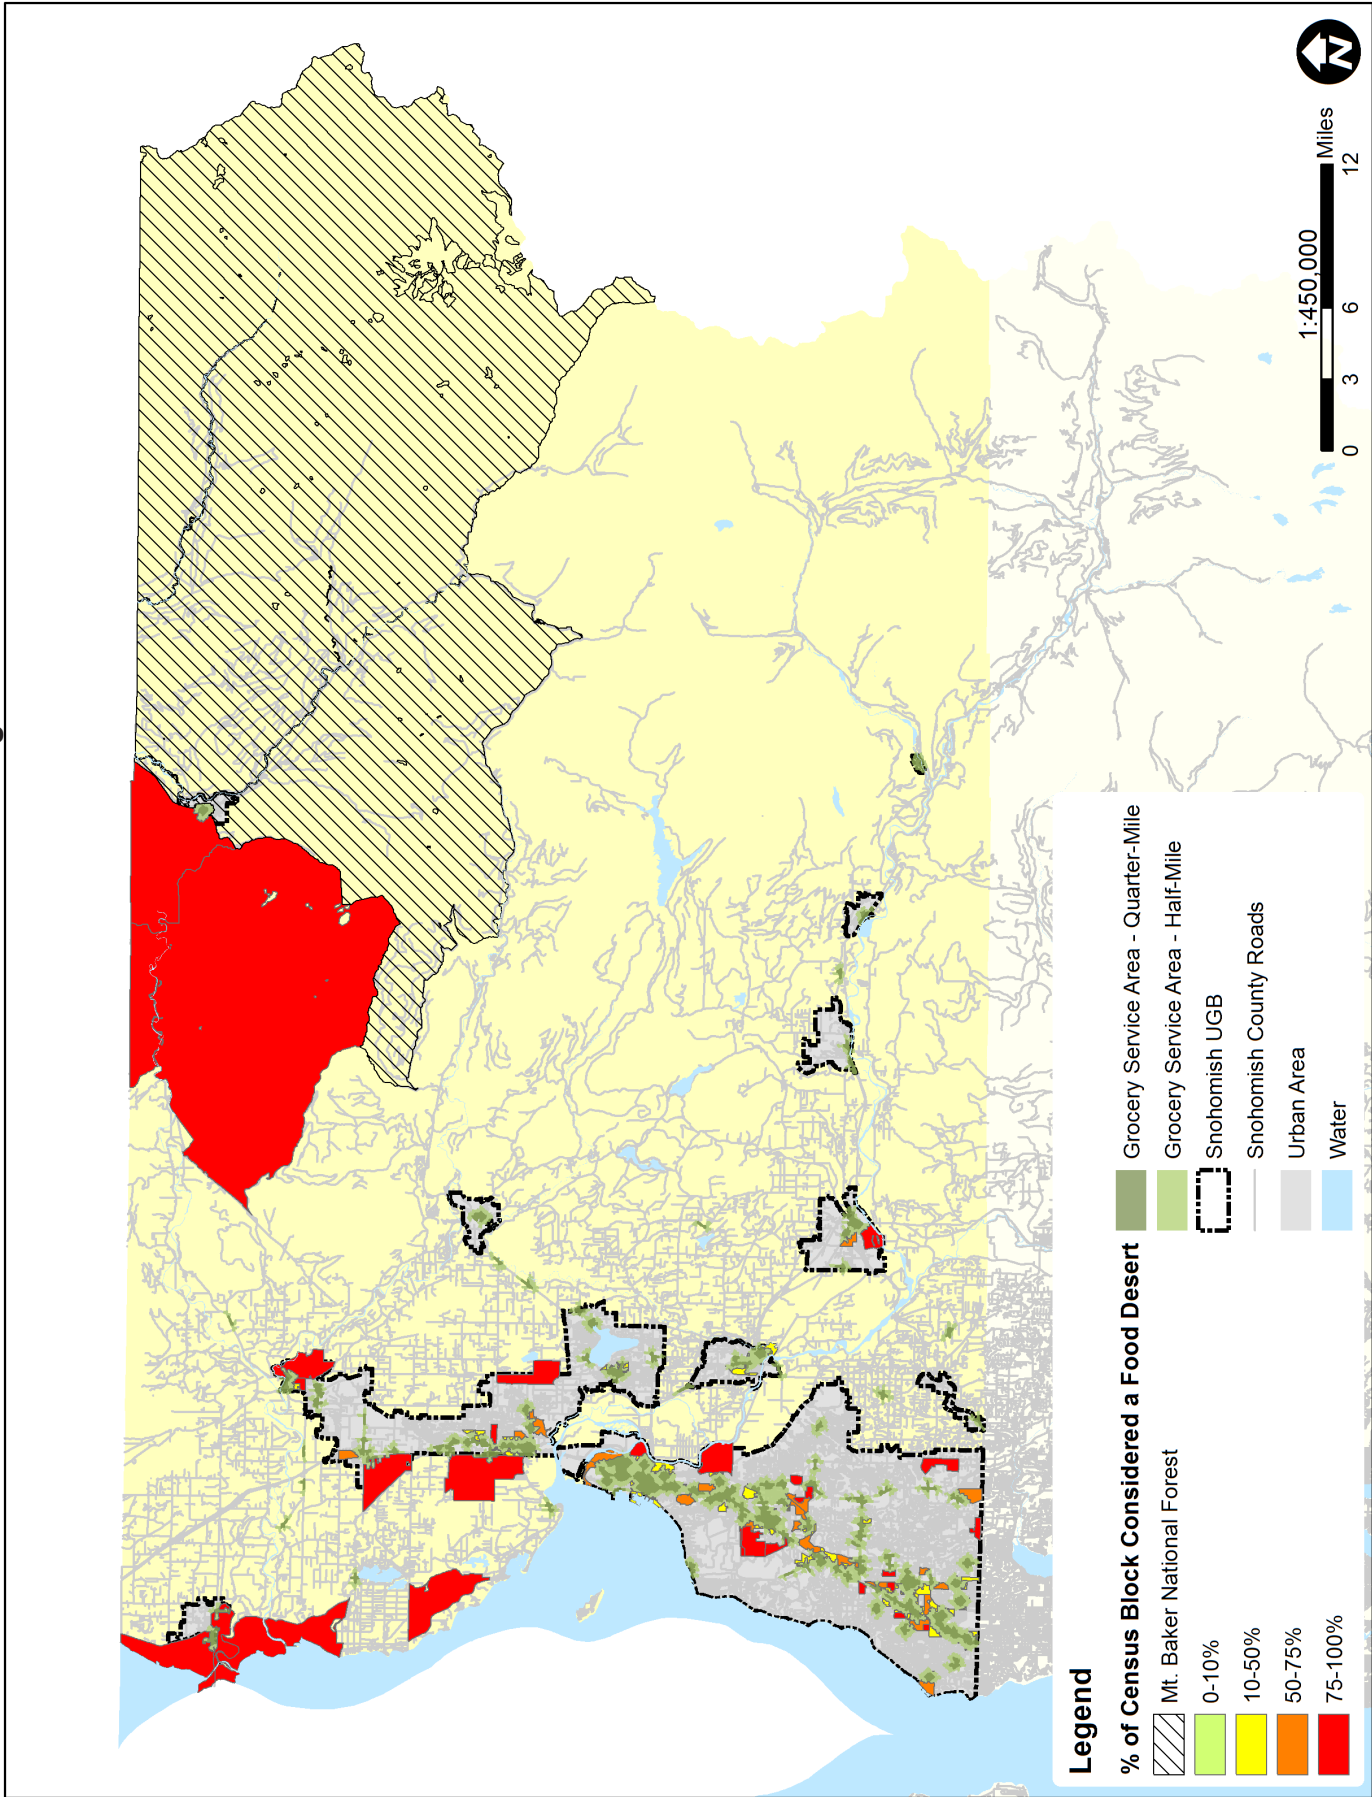 N
1:450,000
Miles
0 3 6 12
Legend
% of Census Block Considered a Food Desert
Mt. Baker National Forest
0-10%
10-50%
50-75%
75-100%
Grocery Service Area - Quarter-Mile
Grocery Service Area - Half-Mile
Snohomish UGB
Snohomish County Roads
Urban Area
Water